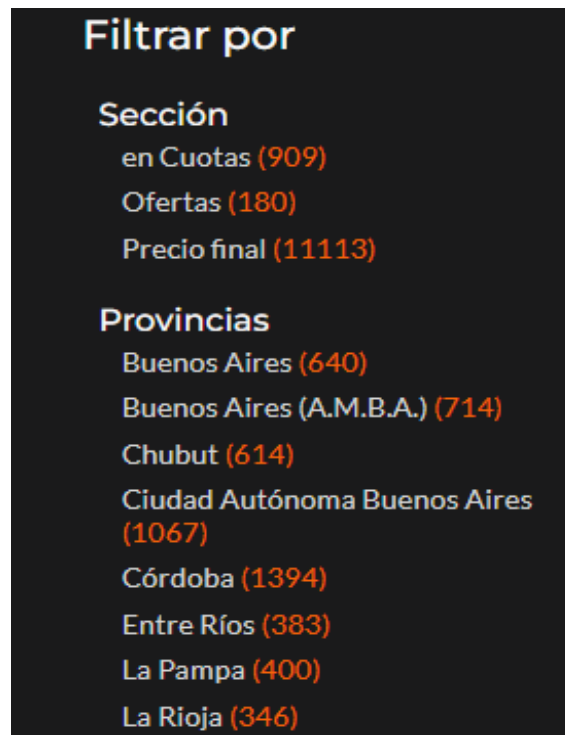 Filtrar por
Sección
en Cuotas (909)
Ofertas (180)
Precio final (11113)
Provincias
Buenos Aires (640)
Buenos Aires (A.M.B.A.) (714)
Chubut (614)
Ciudad Autónoma Buenos Aires
(1067)
Córdoba (1394)
Entre Ríos (383)
La Pampa (400)
La Rioja (346)